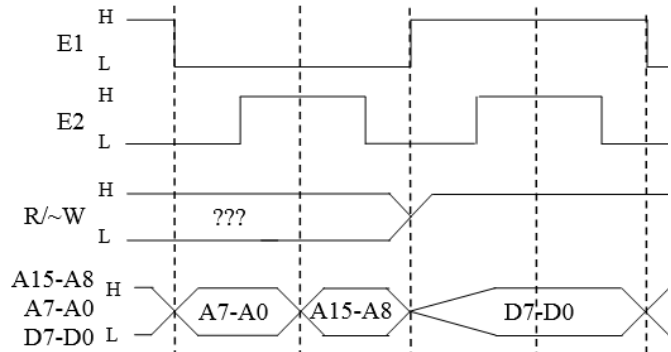 H
E1
L
H
E2
L
H
R/~W ???
L
A15-A8 H
A7-A0 A7-A0 A15-A8 D7-D0
D7-D0 L